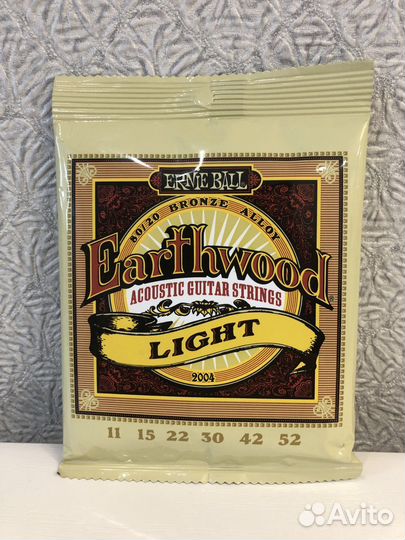 ERNIE BALL
80/20 BRONZE ALLOY
Earthwood
ACOUSTIC GUITAR STRINGS
LIGHT
2004
11 15 22 30 42 52
Avito